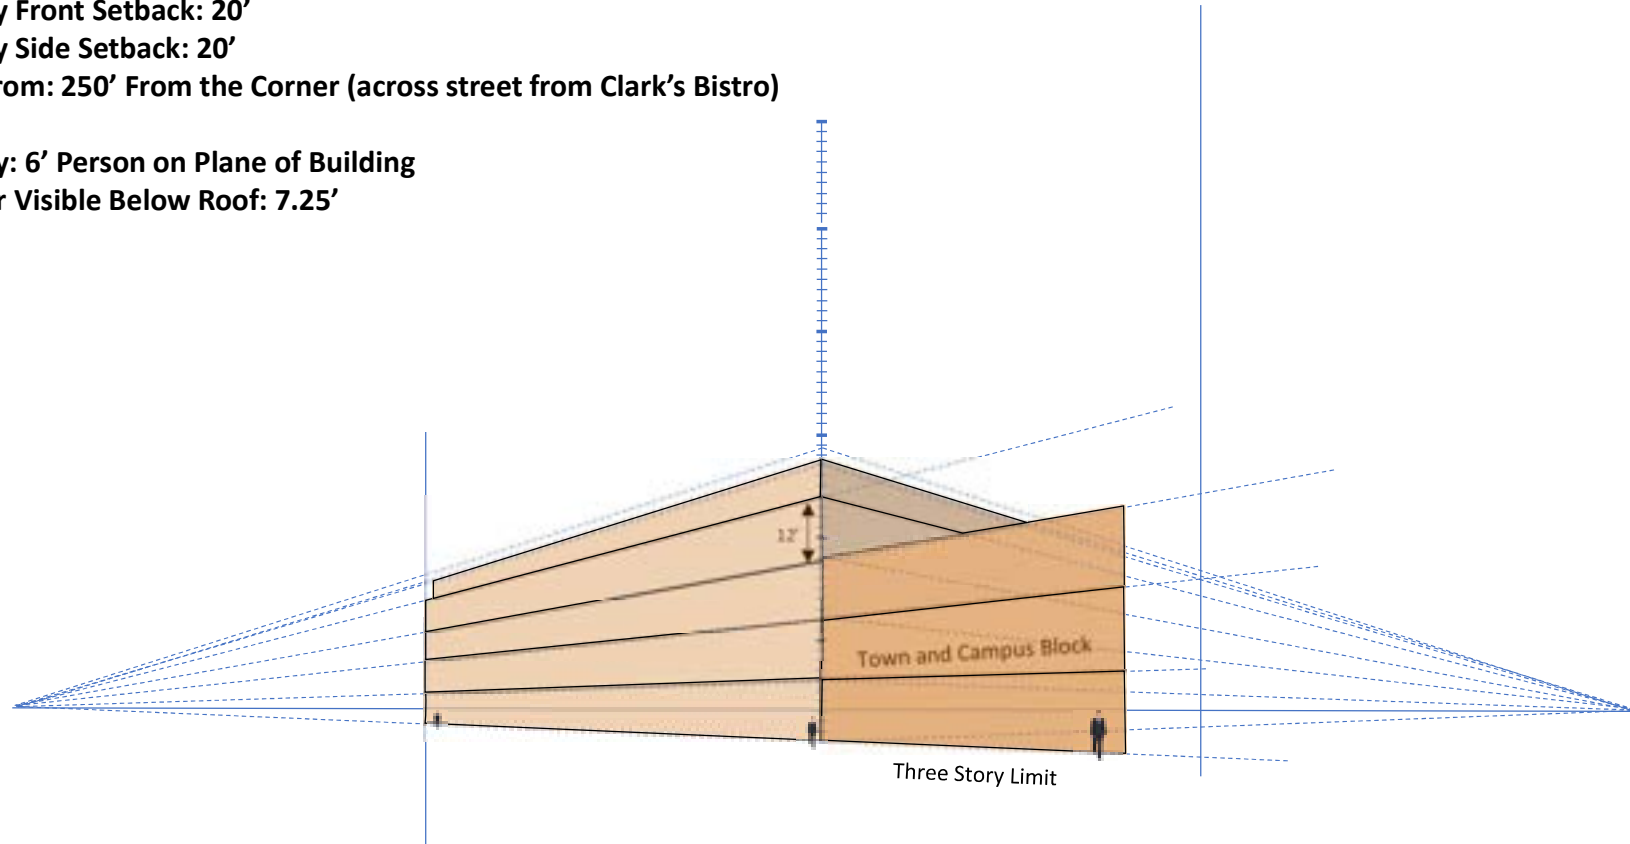 y Front Setback: 20’
y Side Setback: 20’
rom: 250’ From the Corner (across street from Clark’s Bistro)
y: 6’ Person on Plane of Building
r Visible Below Roof: 7.25’
12'
Town and Campus Block
Three Story Limit